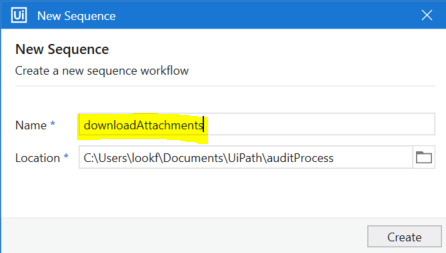 Ui New Sequence
New Sequence
Create a new sequence workflow
Name * downloadAttachments
Location * C:\Users\lookf\Documents\UiPath\auditProcess
Create